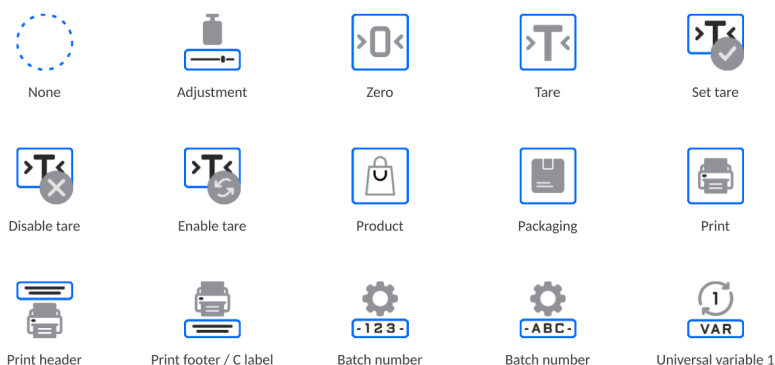 >0<
>T<
>T<
None
Adjustment
Zero
Tare
Set tare
>T<
>T<
Disable tare
Enable tare
Product
Packaging
Print
1
-123-
-ABC-
VAR
Print header
Print footer / C label
Batch number
Batch number
Universal variable 1